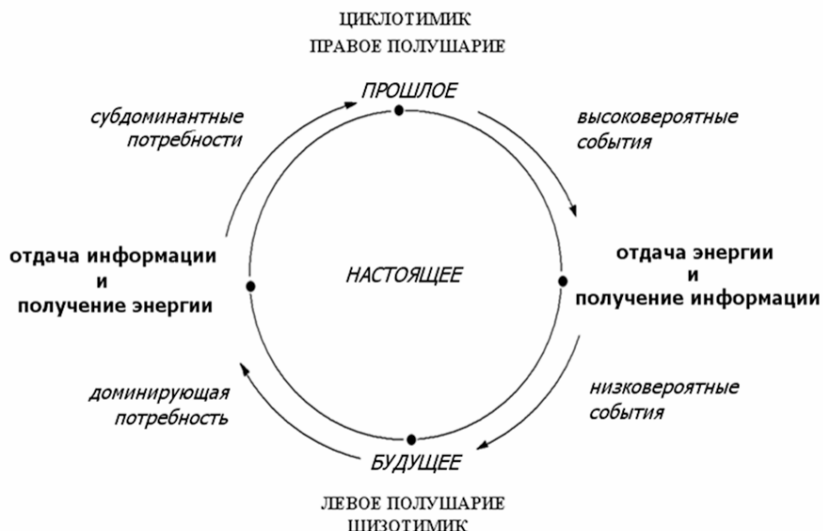 ЦИКЛОТИМИК
ПРАВОЕ ПОЛУШАРИЕ
ПРОШЛОЕ
субдоминантные
потребности
высоковероятные
события
отдача информации
и
получение энергии
НАСТОЯЩЕЕ
отдача энергии
и
получение информации
доминирующая
потребность
низковероятные
события
БУДУЩЕЕ
ЛЕВОЕ ПОЛУШАРИЕ
ШИЗОТИМИК